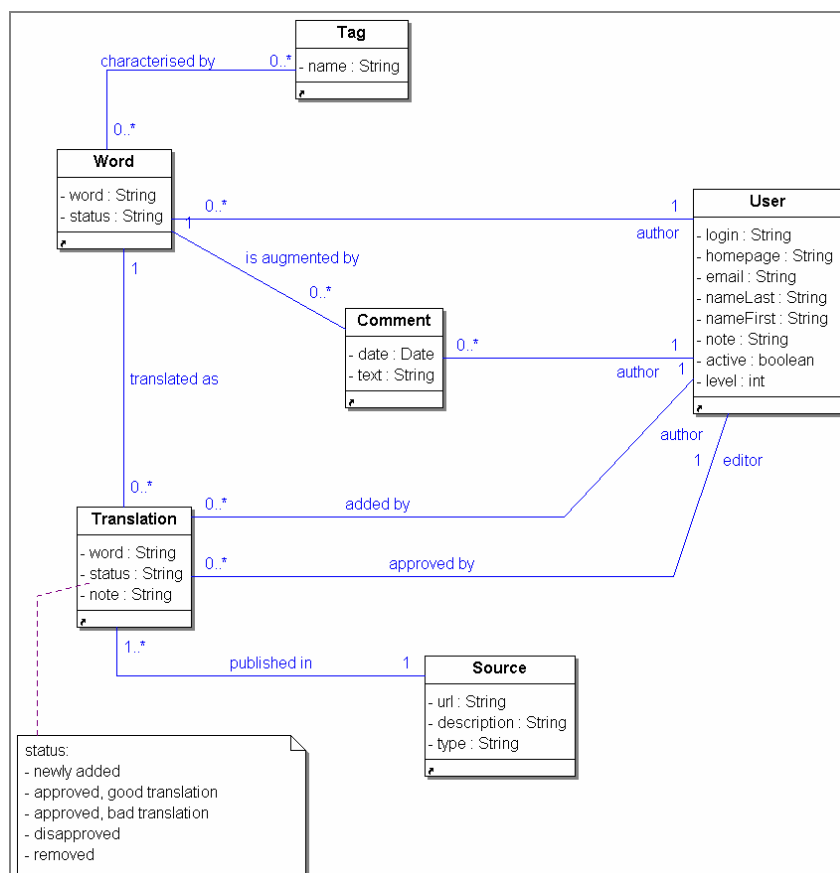 Tag
- name : String
characterised by
0..*
0..*
Word
- word : String
- status : String
0..*
1
author
1
is augmented by
0..*
User
- login : String
- homepage : String
- email : String
- nameLast : String
- nameFirst : String
- note : String
- active : boolean
- level : int
Comment
- date : Date
- text : String
0..*
1
author
1
1
translated as
0..*
author
1
editor
Translation
- word : String
- status : String
- note : String
0..*
added by
0..*
approved by
1..*
published in
1
Source
- url : String
- description : String
- type : String
status:
- newly added
- approved, good translation
- approved, bad translation
- disapproved
- removed